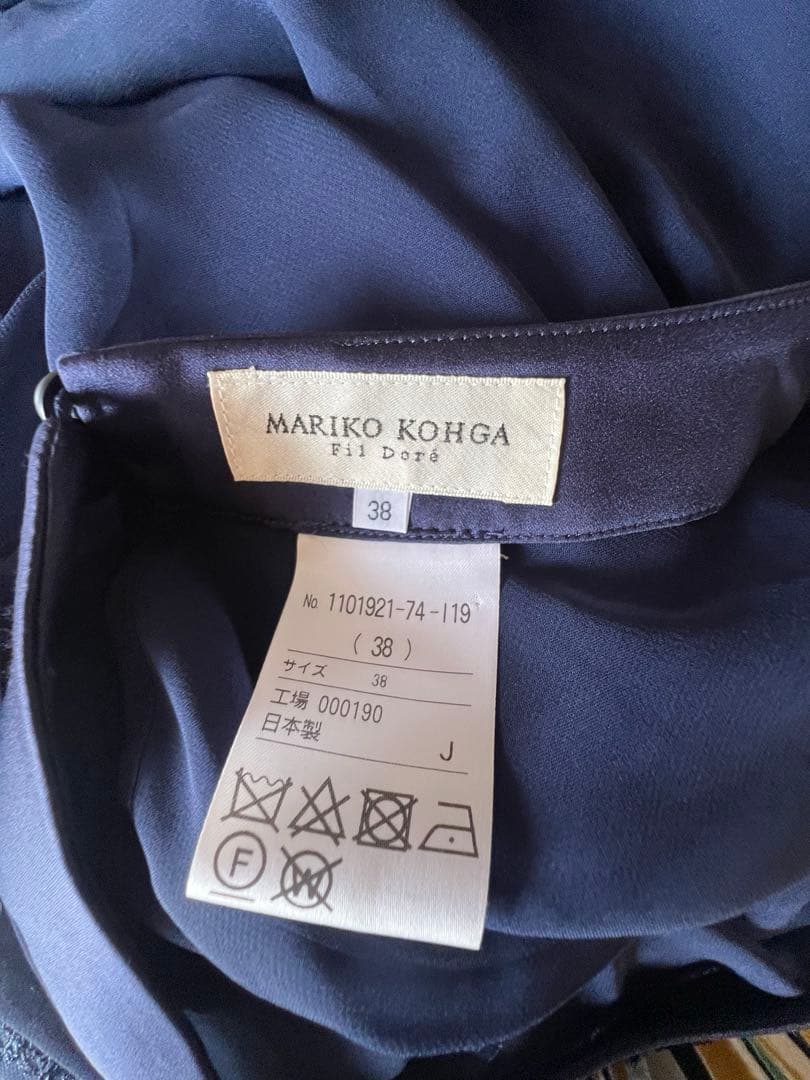 MARIKO KOHGA
Fil Doré
38
No. 1101921-74-I19
( 38 )
サイズ 38
工場 000190
日本製
J
F
W